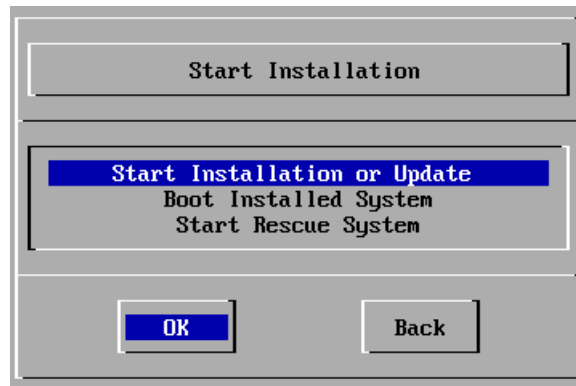 Start Installation
Start Installation or Update
Boot Installed System
Start Rescue System
OK Back